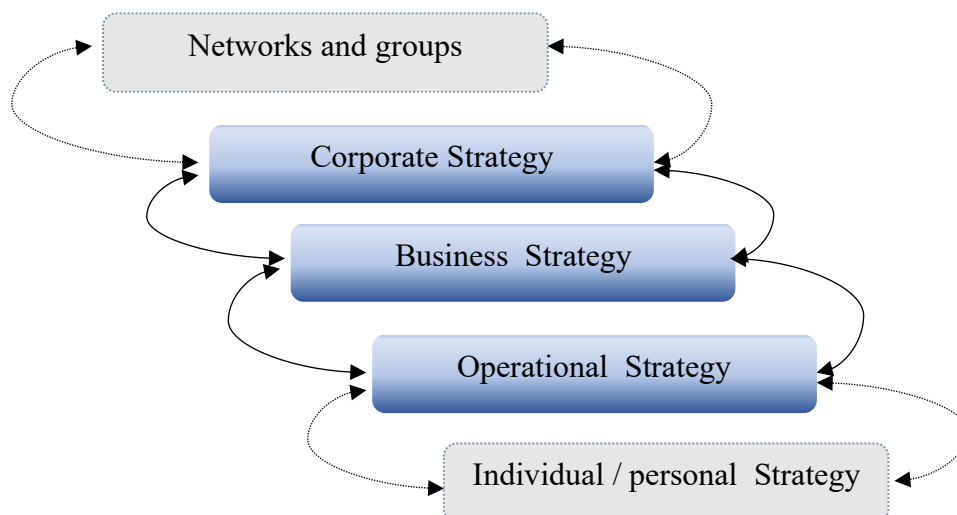 Networks and groups
Corporate Strategy
Business Strategy
Operational Strategy
Individual / personal Strategy